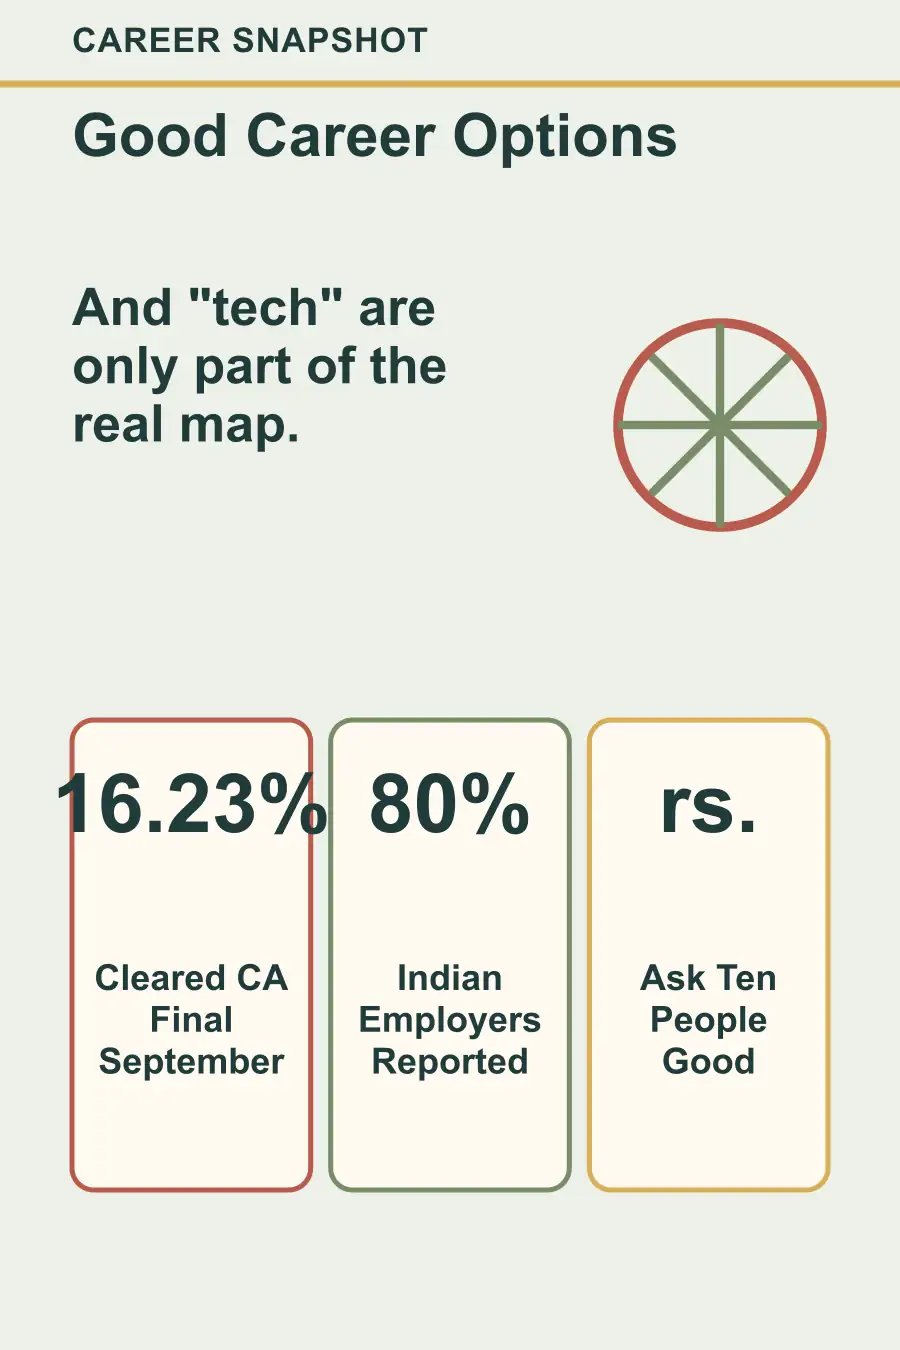 CAREER SNAPSHOT
Good Career Options
And "tech" are
only part of the
real map.
16.23%
Cleared CA
Final
September
80%
Indian
Employers
Reported
rs.
Ask Ten
People
Good